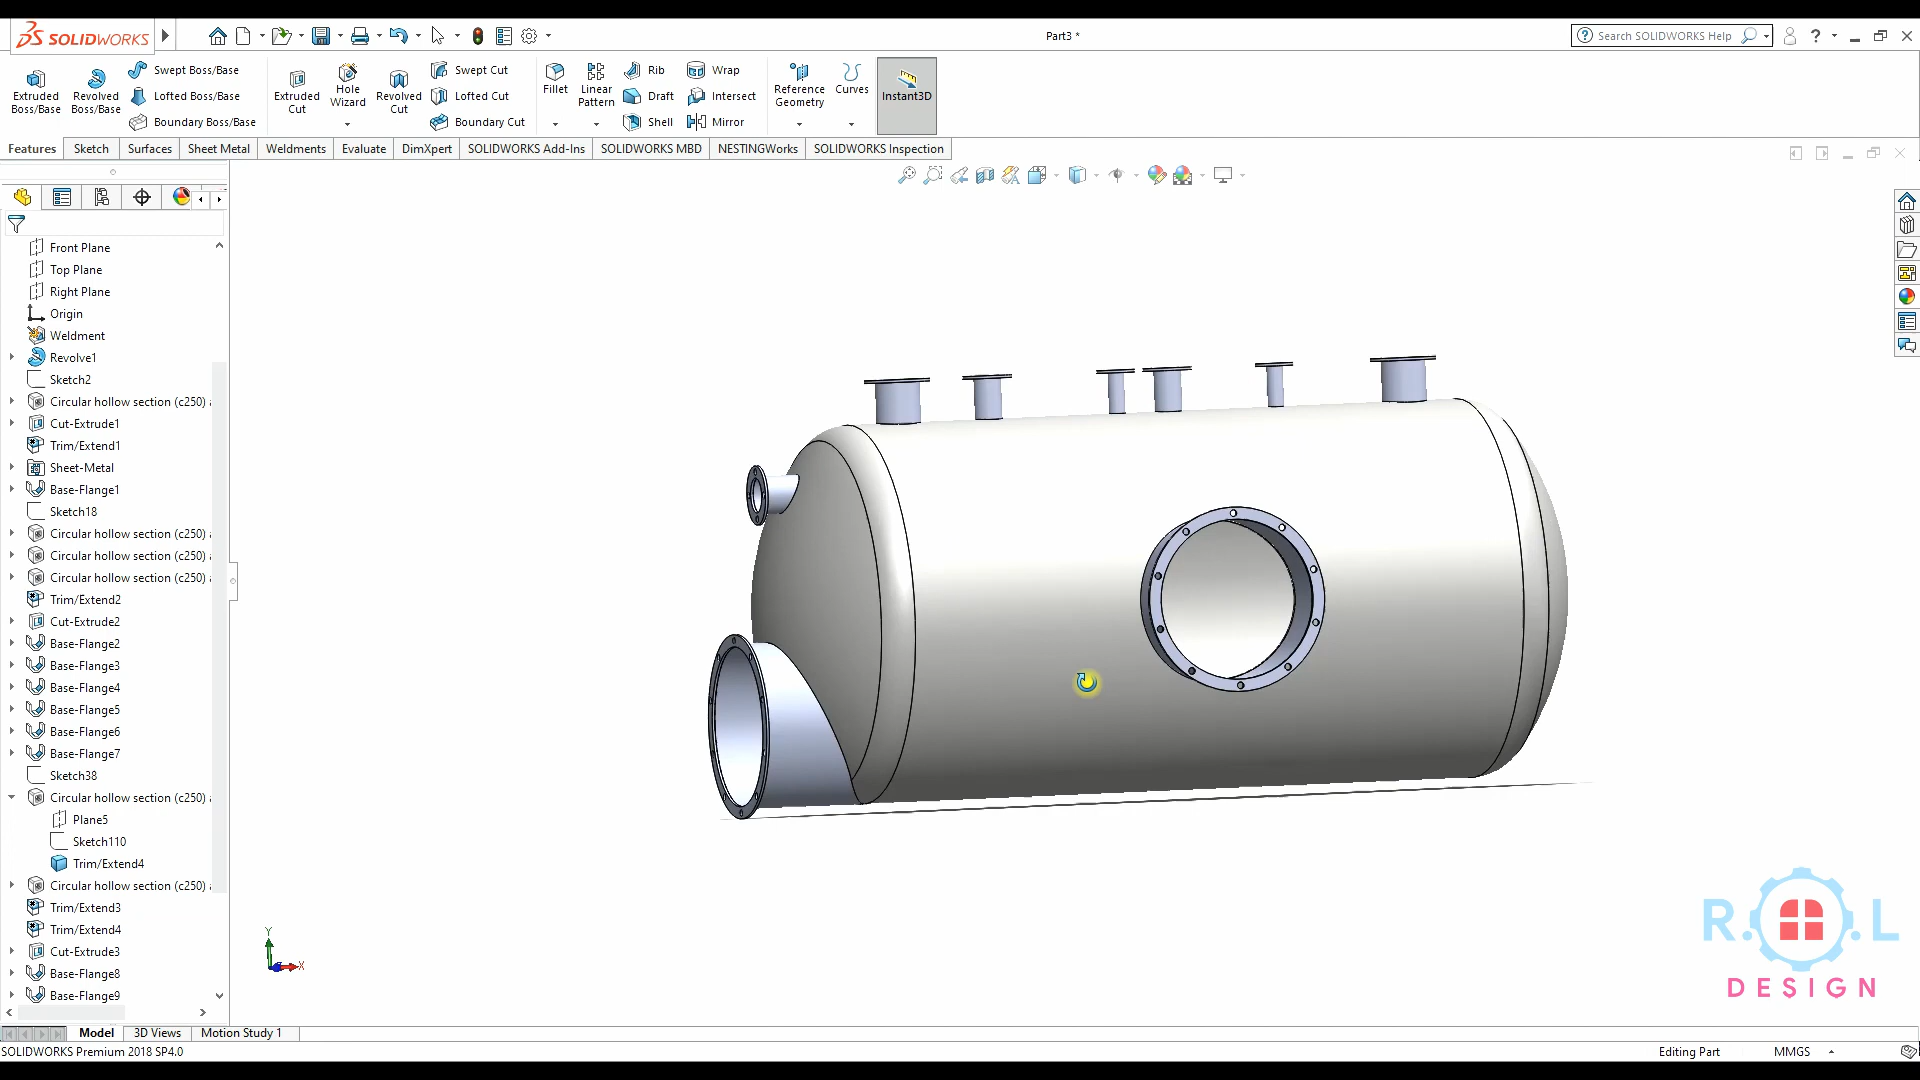 SOLIDWORKS
Part3 *
Search SOLIDWORKS Help
Extruded Boss/Base
Revolved Boss/Base
Swept Boss/Base
Lofted Boss/Base
Boundary Boss/Base
Extruded Cut
Hole Wizard
Revolved Cut
Swept Cut
Lofted Cut
Boundary Cut
Fillet
Linear Pattern
Rib
Draft
Shell
Wrap
Intersect
Mirror
Reference Geometry
Curves
Instant3D
Features Sketch Surfaces Sheet Metal Weldments Evaluate DimXpert SOLIDWORKS Add-Ins SOLIDWORKS MBD NESTINGWorks SOLIDWORKS Inspection
Front Plane
Top Plane
Right Plane
Origin
Weldment
Revolve1
Sketch2
Circular hollow section (c250)
Cut-Extrude1
Trim/Extend1
Sheet-Metal
Base-Flange1
Sketch18
Circular hollow section (c250)
Circular hollow section (c250)
Circular hollow section (c250)
Trim/Extend2
Cut-Extrude2
Base-Flange2
Base-Flange3
Base-Flange4
Base-Flange5
Base-Flange6
Base-Flange7
Sketch38
Circular hollow section (c250)
Plane5
Sketch110
Trim/Extend4
Circular hollow section (c250)
Trim/Extend3
Trim/Extend4
Cut-Extrude3
Base-Flange8
Base-Flange9
Y
X
R. .L
DESIGN
Model 3D Views Motion Study 1
SOLIDWORKS Premium 2018 SP4.0
Editing Part
MMGS